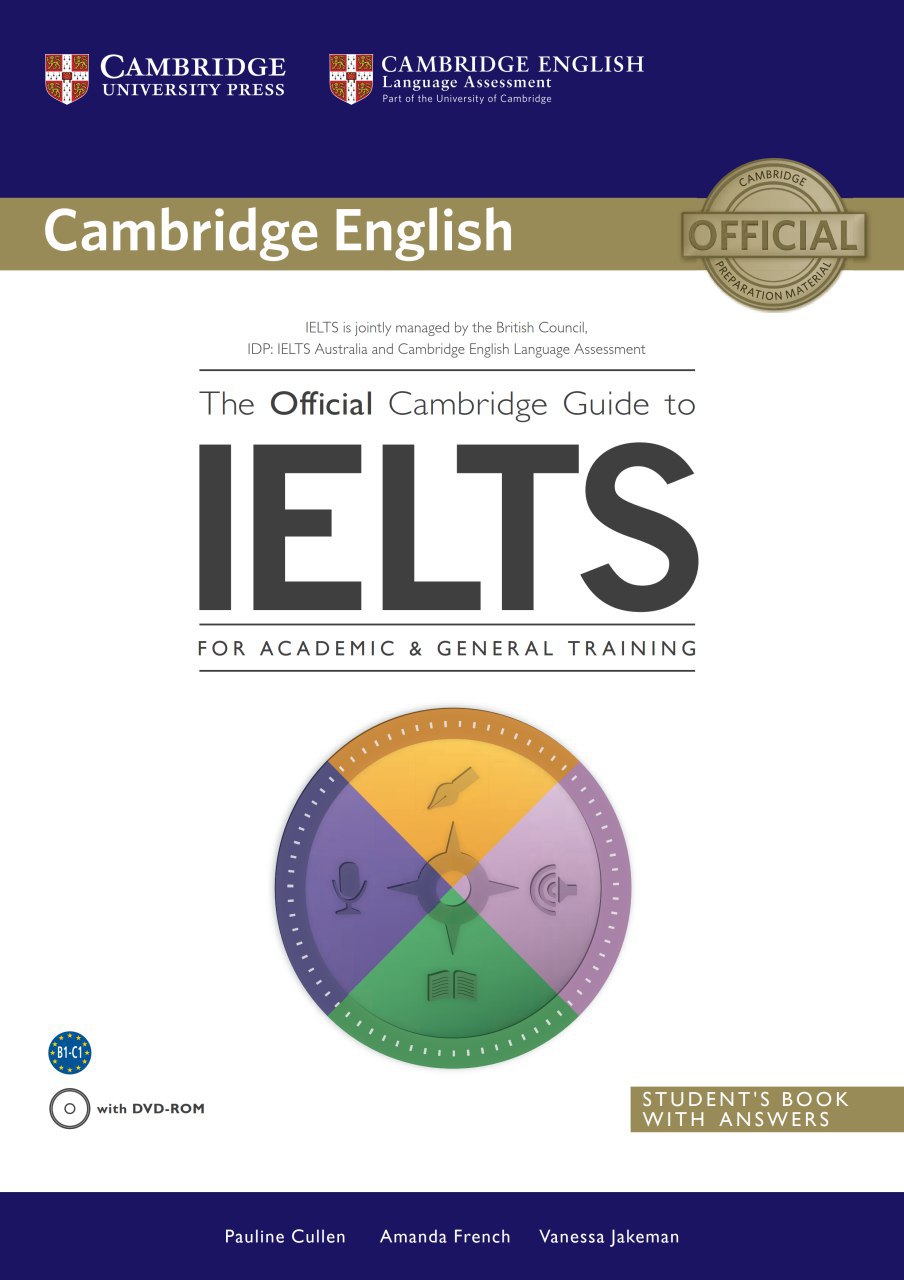 CAMBRIDGE
UNIVERSITY PRESS
CAMBRIDGE ENGLISH
Language Assessment
Part of the University of Cambridge
Cambridge English
CAMBRIDGE
OFFICIAL
PREPARATION MATERIAL
IELTS is jointly managed by the British Council,
IDP: IELTS Australia and Cambridge English Language Assessment
The Official Cambridge Guide to
IELTS
FOR ACADEMIC & GENERAL TRAINING
B1-C1
with DVD-ROM
STUDENT'S BOOK
WITH ANSWERS
Pauline Cullen Amanda French Vanessa Jakeman